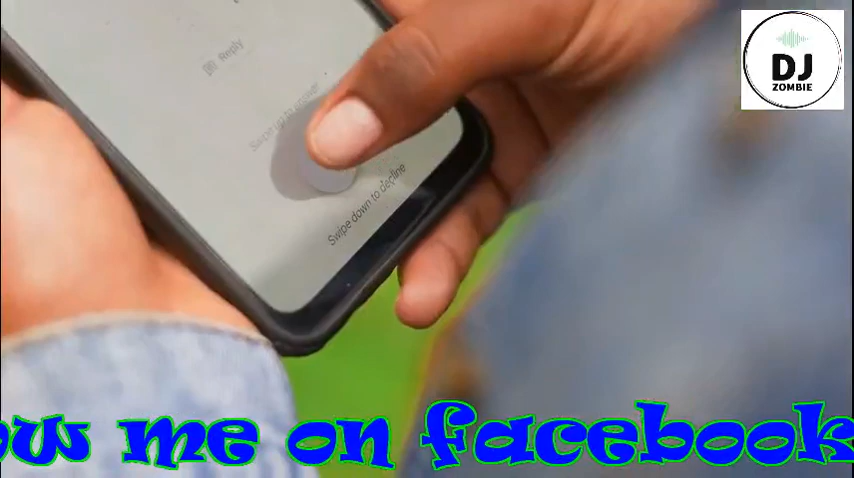 DJ
ZOMBIE
Reply
Swipe up to answer
Swipe down to decline
ow me on facebook